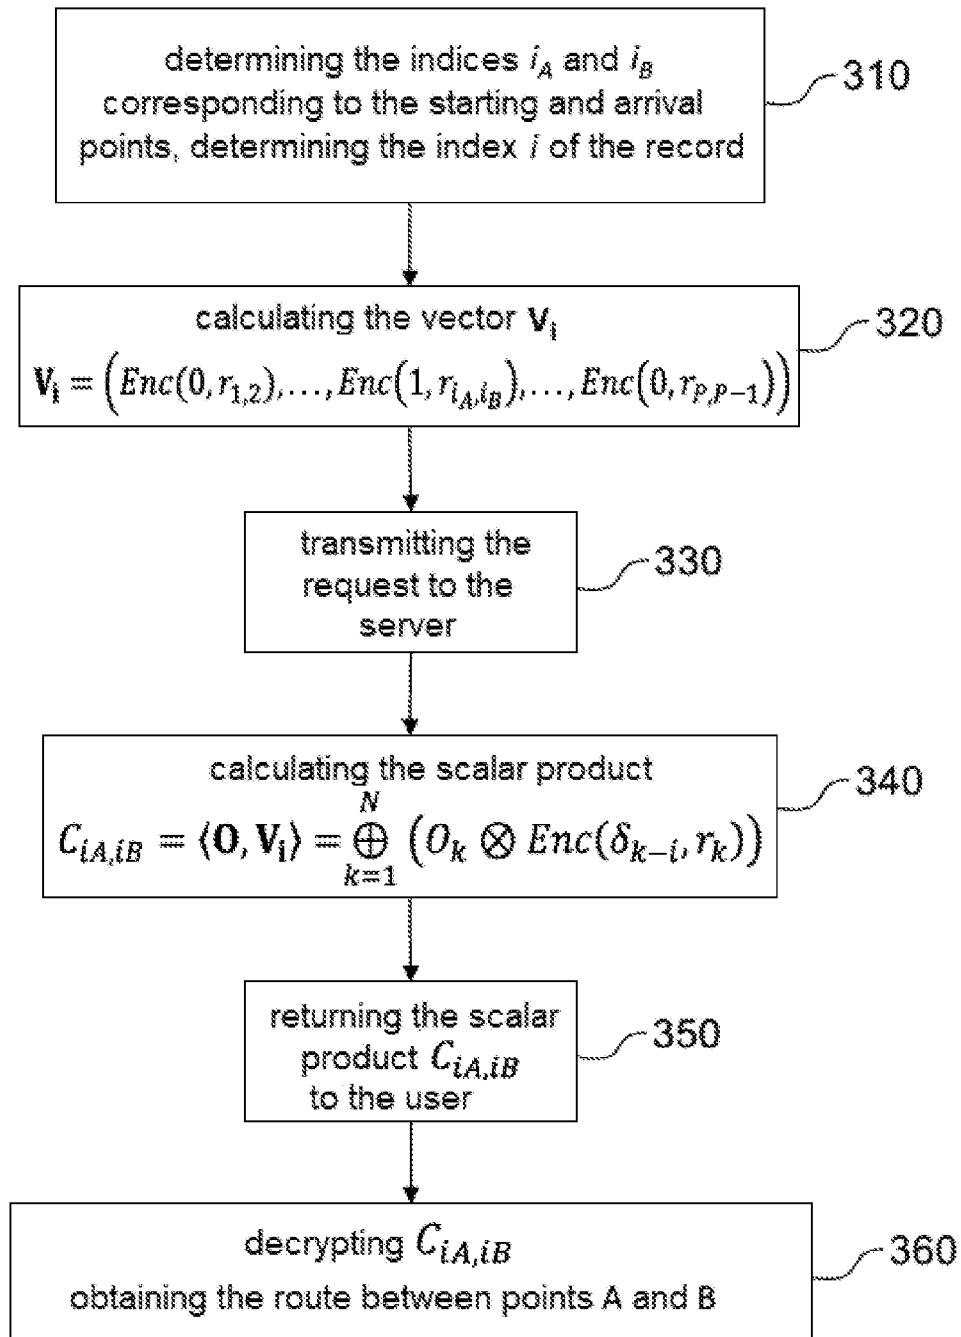 determining the indices i_A and i_B
corresponding to the starting and arrival
points, determining the index i of the record
310
calculating the vector V_i
V_i = (Enc(0, r_{1,2}),…, Enc(1, r_{i_A,i_B}),…, Enc(0, r_{P,P−1}))
320
transmitting the
request to the
server
330
calculating the scalar product
C_{iA,iB} = ⟨O, V_i⟩ = ⊕_{k=1}^{N} (O_k ⊗ Enc(δ_{k−i}, r_k))
340
returning the scalar
product C_{iA,iB}
to the user
350
decrypting C_{iA,iB}
obtaining the route between points A and B
360